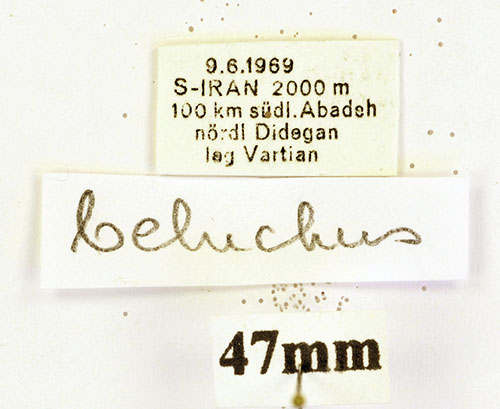 9.6.1969
S-IRAN 2000 m
100 km südl.Abadeh
nördl Didegan
leg Vartian
beluchus
47mm